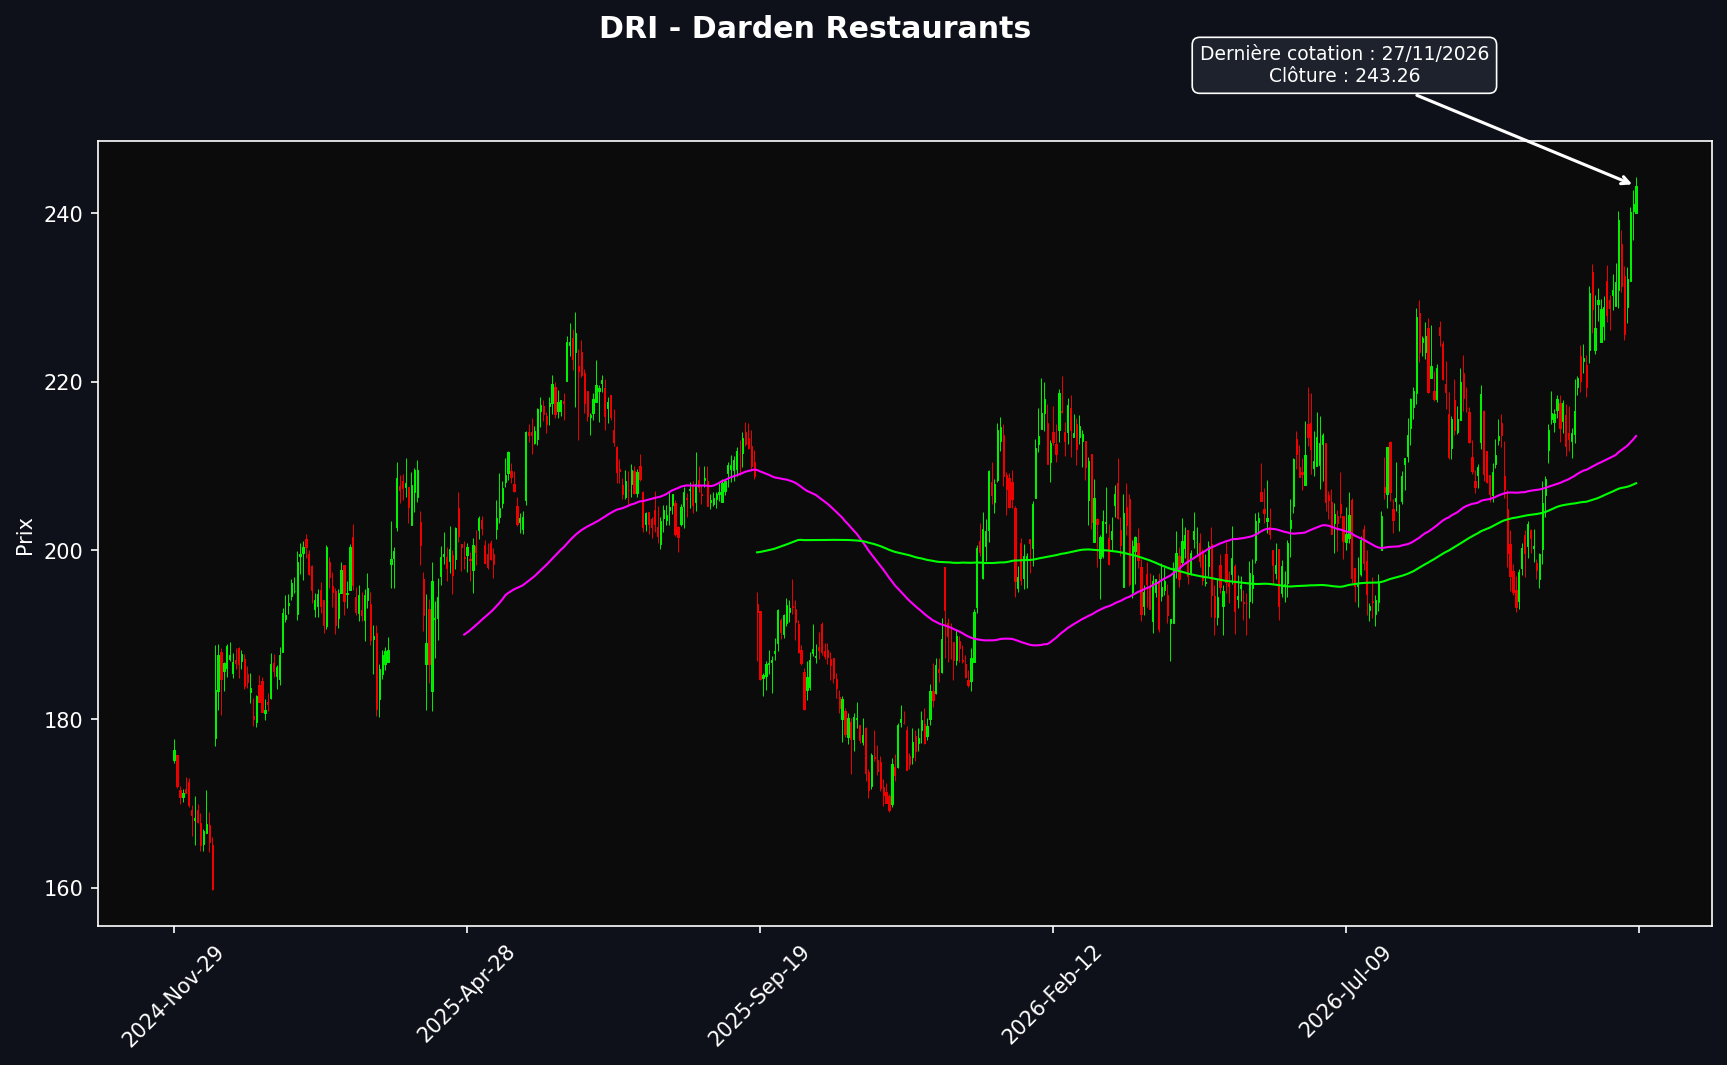 DRI - Darden Restaurants
Dernière cotation : 27/11/2026
Clôture : 243.26
Prix
240
220
200
180
160
2024-Nov-29
2025-Apr-28
2025-Sep-19
2026-Feb-12
2026-Jul-09